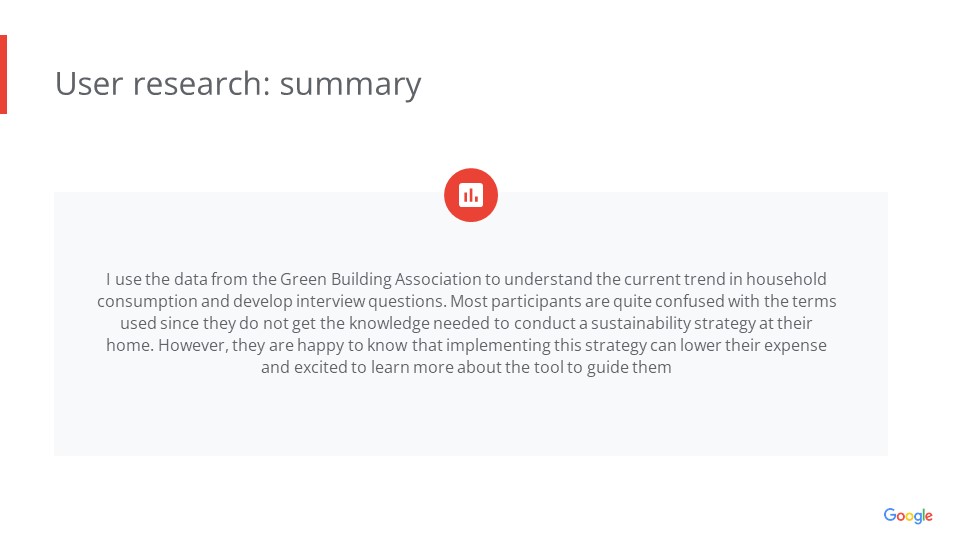 User research: summary
I use the data from the Green Building Association to understand the current trend in household
consumption and develop interview questions. Most participants are quite confused with the terms
used since they do not get the knowledge needed to conduct a sustainability strategy at their
home. However, they are happy to know that implementing this strategy can lower their expense
and excited to learn more about the tool to guide them
Google